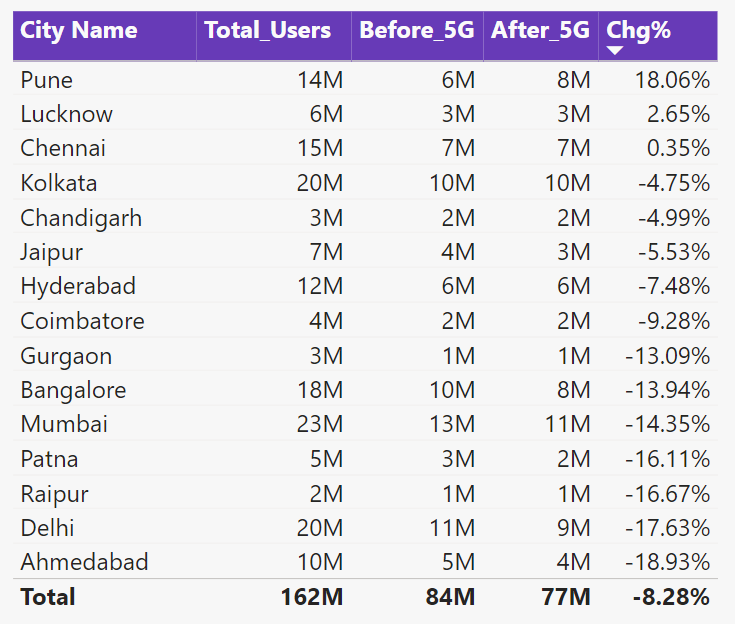 City Name Total_Users Before_5G After_5G Chg%
Pune 14M 6M 8M 18.06%
Lucknow 6M 3M 3M 2.65%
Chennai 15M 7M 7M 0.35%
Kolkata 20M 10M 10M -4.75%
Chandigarh 3M 2M 2M -4.99%
Jaipur 7M 4M 3M -5.53%
Hyderabad 12M 6M 6M -7.48%
Coimbatore 4M 2M 2M -9.28%
Gurgaon 3M 1M 1M -13.09%
Bangalore 18M 10M 8M -13.94%
Mumbai 23M 13M 11M -14.35%
Patna 5M 3M 2M -16.11%
Raipur 2M 1M 1M -16.67%
Delhi 20M 11M 9M -17.63%
Ahmedabad 10M 5M 4M -18.93%
Total 162M 84M 77M -8.28%